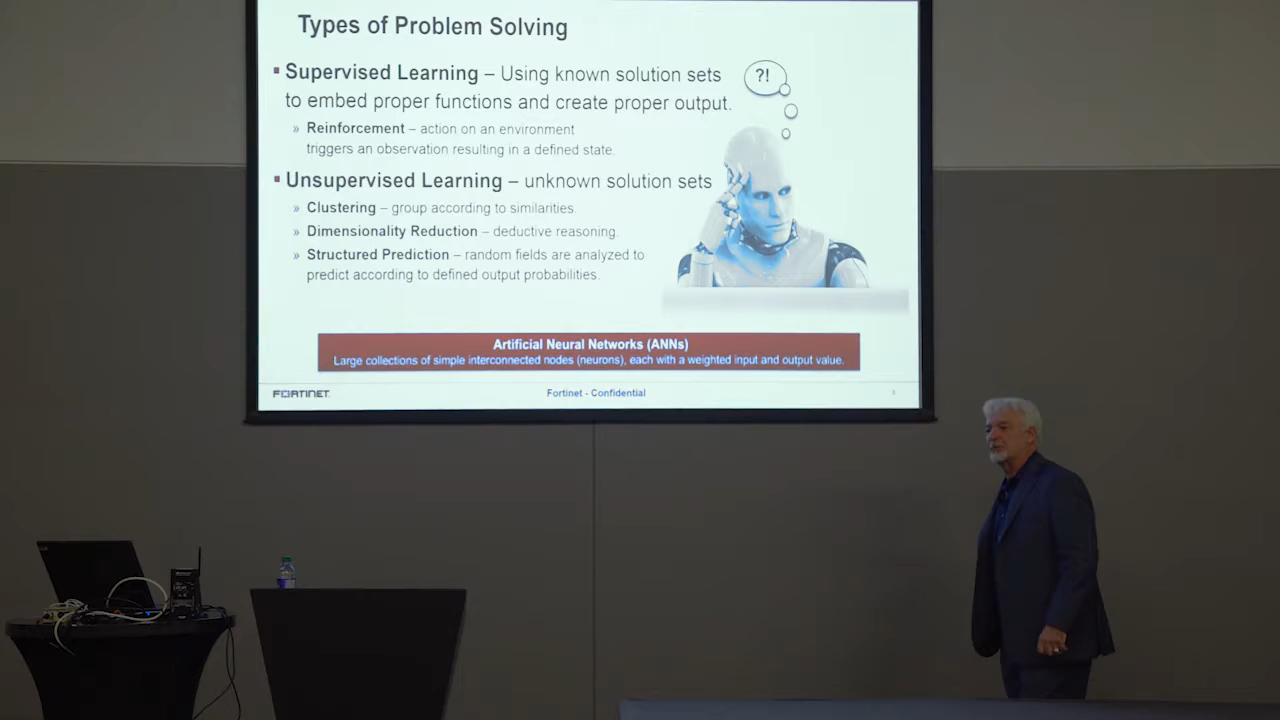 Types of Problem Solving
▪ Supervised Learning – Using known solution sets
to embed proper functions and create proper output.
» Reinforcement – action on an environment
triggers an observation resulting in a defined state.
▪ Unsupervised Learning – unknown solution sets
» Clustering – group according to similarities.
» Dimensionality Reduction – deductive reasoning.
» Structured Prediction – random fields are analyzed to
predict according to defined output probabilities.
?!
Artificial Neural Networks (ANNs)
Large collections of simple interconnected nodes (neurons), each with a weighted input and output value.
FORTINET
Fortinet - Confidential